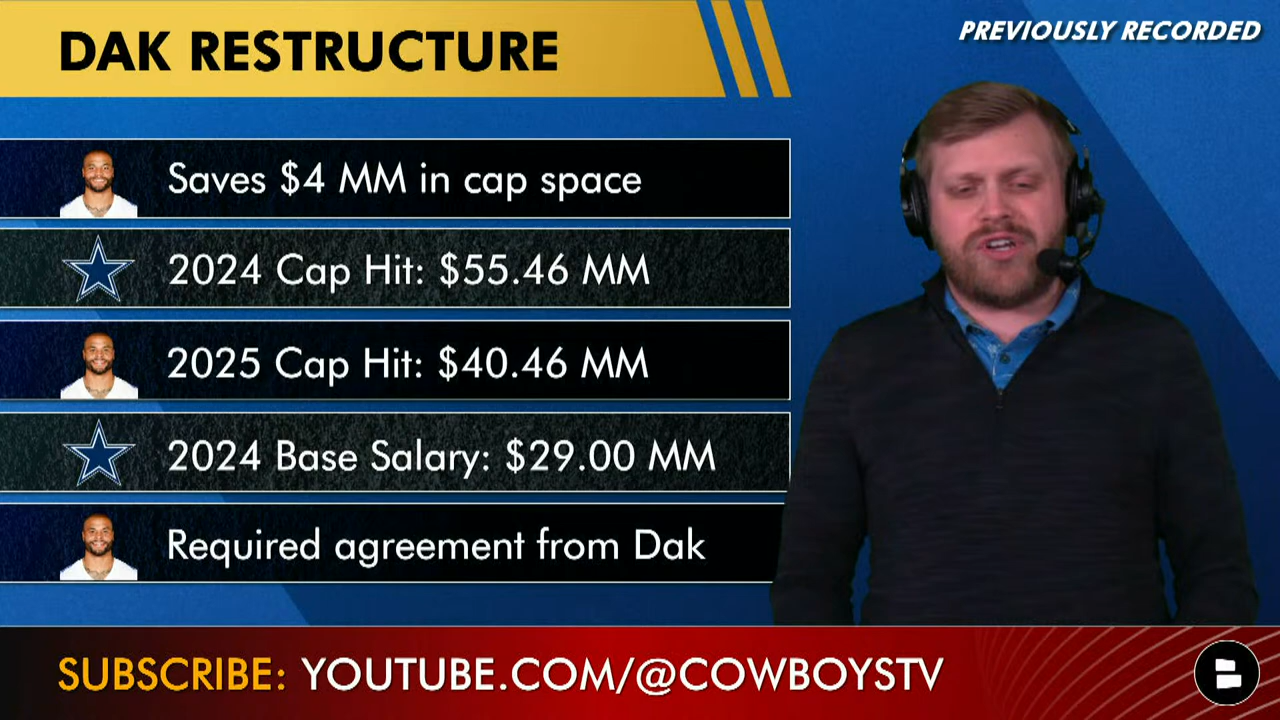 DAK RESTRUCTURE
PREVIOUSLY RECORDED
Saves $4 MM in cap space
2024 Cap Hit: $55.46 MM
2025 Cap Hit: $40.46 MM
2024 Base Salary: $29.00 MM
Required agreement from Dak
SUBSCRIBE: YOUTUBE.COM/@COWBOYSTV